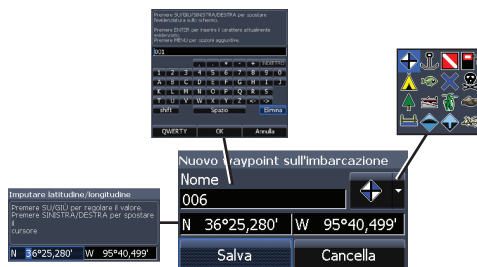 Premere SU/GIÙ/SINISTRA/DESTRA per spostare
l'evidenziatura sullo schermo.
Premere ENTER per inserire il carattere attualmente
evidenziato.
Premere MENU per opzioni aggiuntive.
001
. , * - + INDIETRO
1 2 3 4 5 6 7 8 9 0
A B C D E F G H I J
K L M N O P Q R S
T U V W X Y Z <- ->
shift Spazio Elimina
QWERTY OK Annulla
Nuovo waypoint sull'imbarcazione
Nome
006
N 36°25,280' W 95°40,499'
Salva Cancella
Imputare latitudine/longitudine
Premere SU/GIÙ per regolare il valore.
Premere SINISTRA/DESTRA per spostare
il
cursore
N 36°25,280' W 95°40,499'